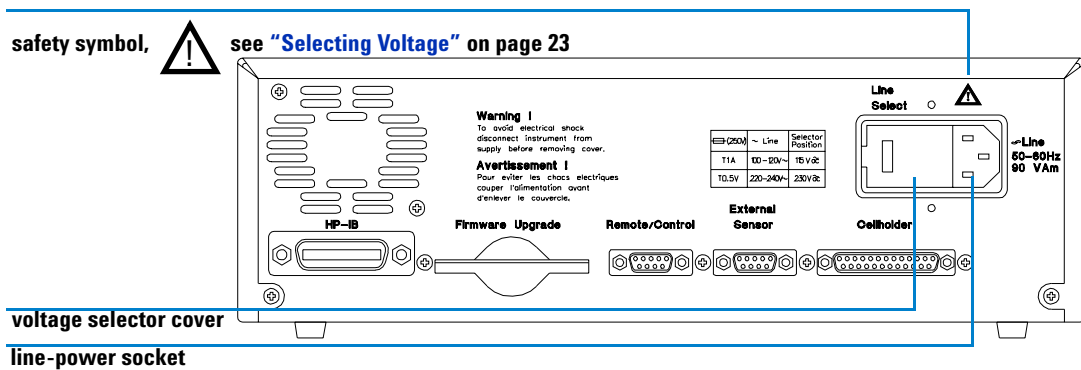 safety symbol, see "Selecting Voltage" on page 23
Line
Select
Warning !
To avoid electrical shock
disconnect instrument from
supply before removing cover.
Avertissement !
Pour eviter les chocs electriques
couper l'alimentation avant
d'enlever le couvercle.
(250V) ~ Line Selector Position
T1A 100-120V~ 115Vac
T0.5V 220-240V~ 230Vac
~Line
50-60Hz
90 VAm
HP-IB
Firmware Upgrade
Remote/Control
External
Sensor
Cellholder
voltage selector cover
line-power socket